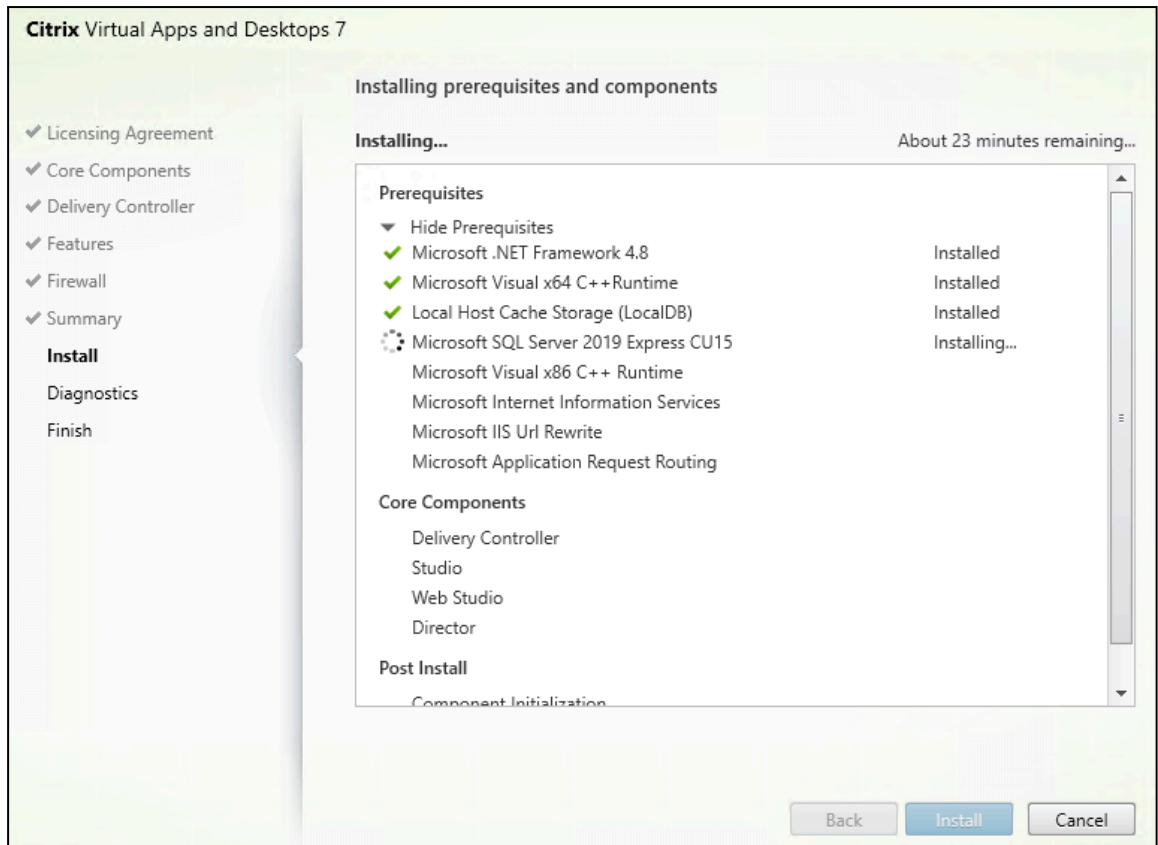 Citrix Virtual Apps and Desktops 7
Installing prerequisites and components
Licensing Agreement
Core Components
Delivery Controller
Features
Firewall
Summary
Install
Diagnostics
Finish
Installing... About 23 minutes remaining...
Prerequisites
Hide Prerequisites
Microsoft .NET Framework 4.8 Installed
Microsoft Visual x64 C++Runtime Installed
Local Host Cache Storage (LocalDB) Installed
Microsoft SQL Server 2019 Express CU15 Installing...
Microsoft Visual x86 C++ Runtime
Microsoft Internet Information Services
Microsoft IIS Url Rewrite
Microsoft Application Request Routing
Core Components
Delivery Controller
Studio
Web Studio
Director
Post Install
Component Initialization
Back Install Cancel